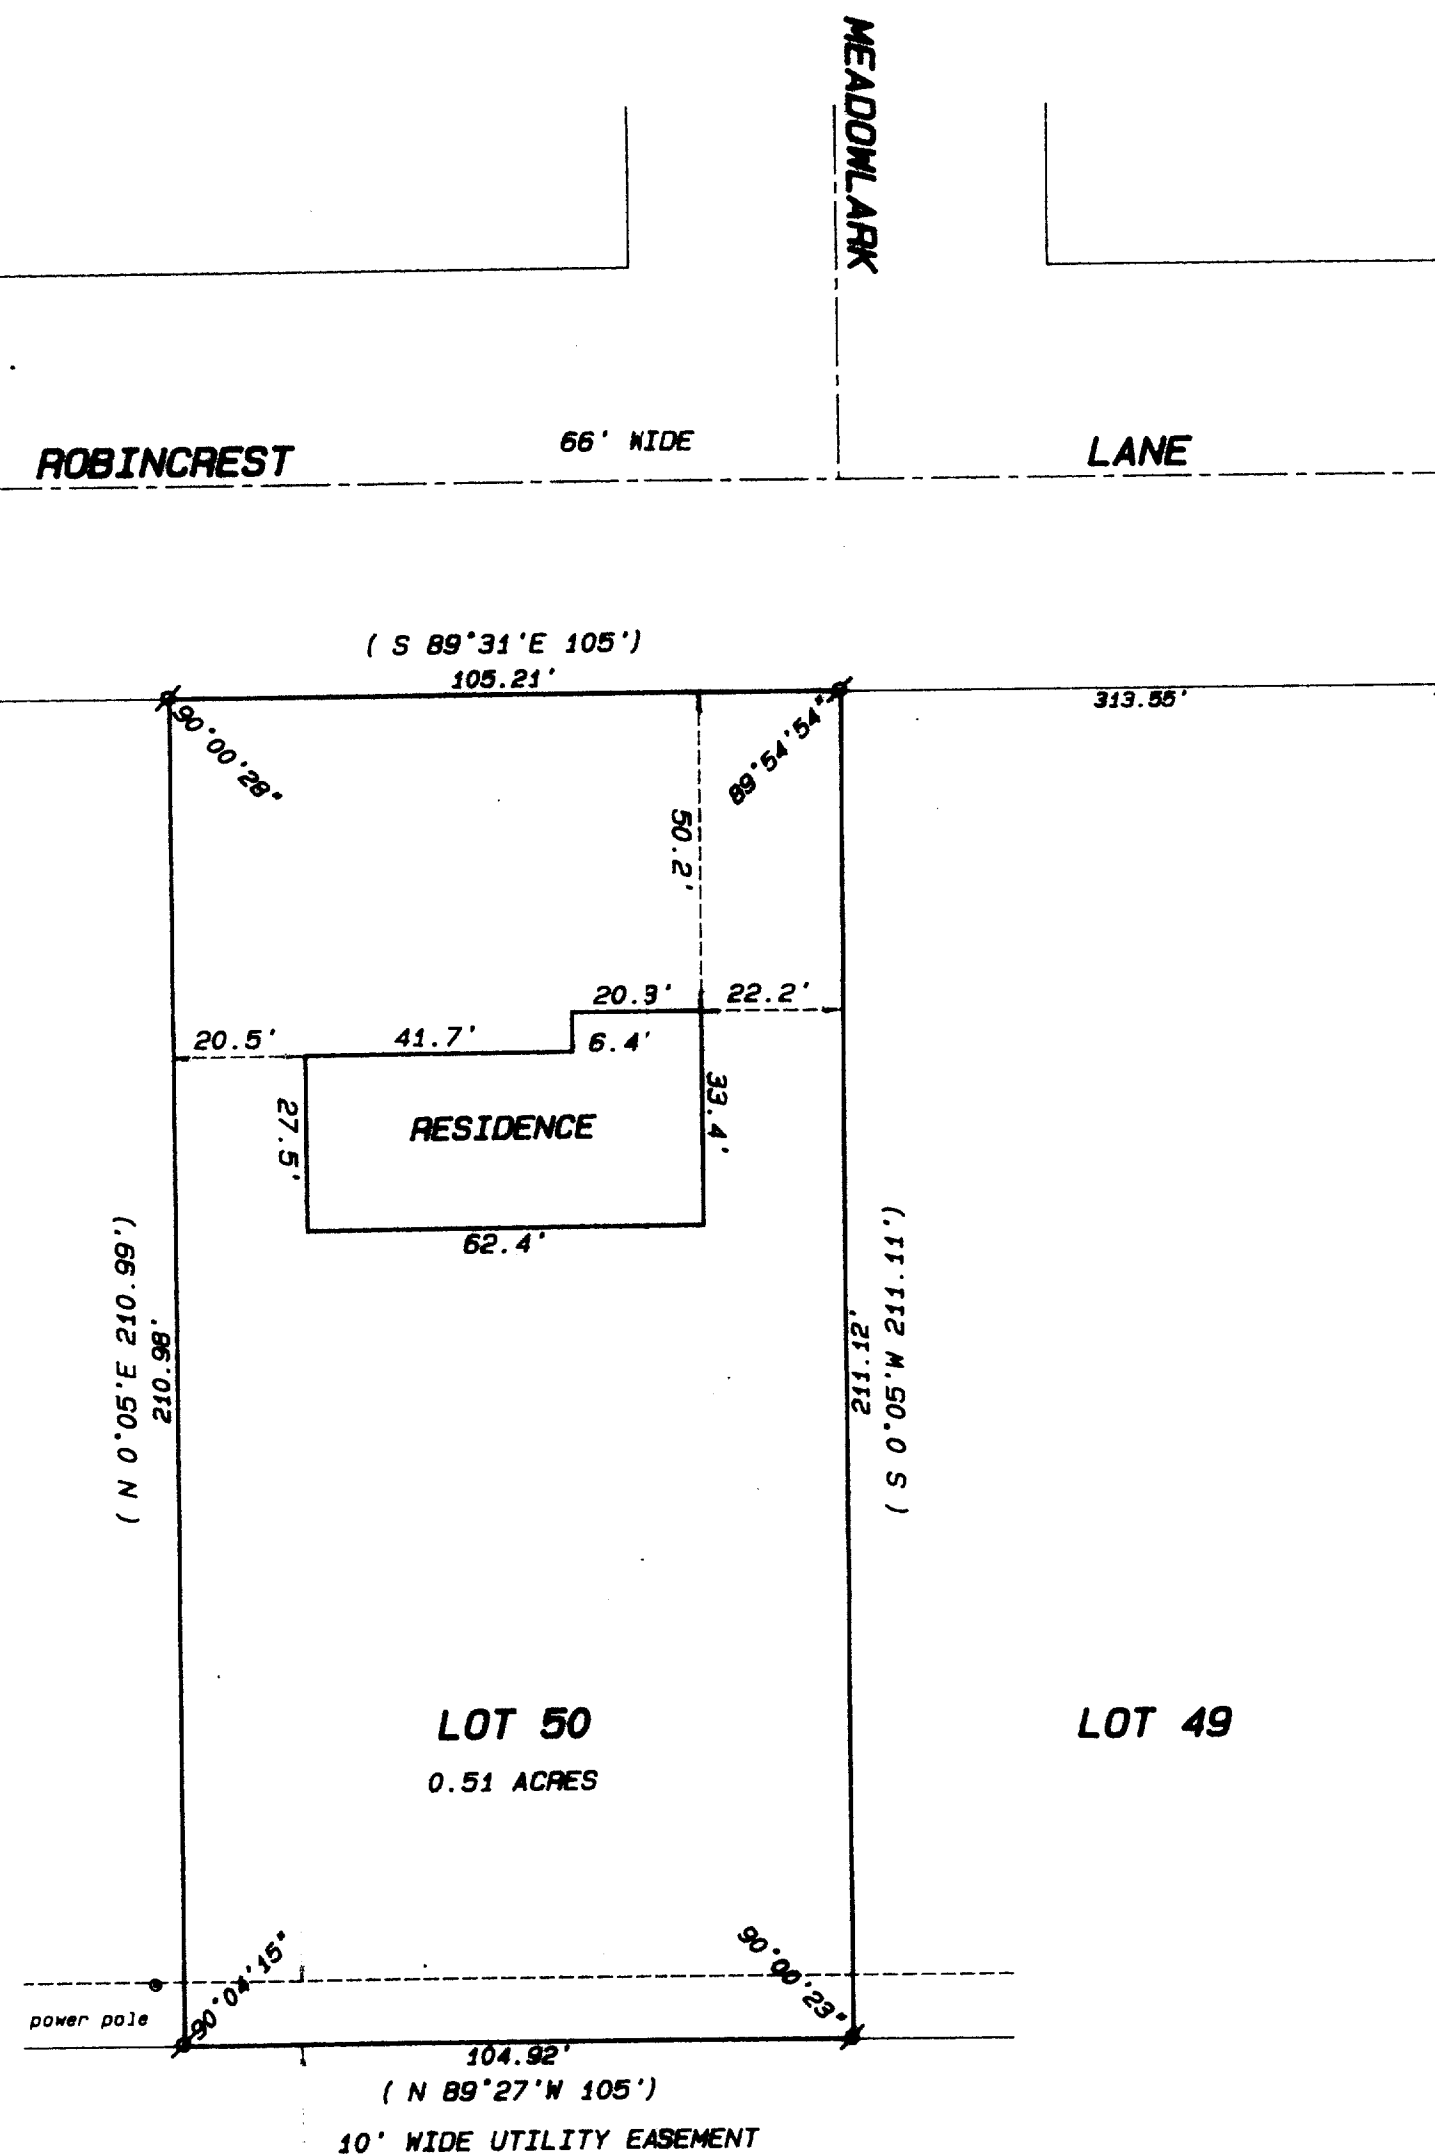 MEADOWLARK
ROBINCREST
66' WIDE
LANE
( S 89°31'E 105')
105.21'
313.55'
90°00'28"
89°54'54"
50.2'
20.3'
22.2'
20.5'
41.7'
6.4'
27.5'
RESIDENCE
33.4'
62.4'
( N 0°05'E 210.99')
210.98'
211.12'
( S 0°05'W 211.11')
LOT 50
0.51 ACRES
LOT 49
90°04'15"
90°00'23"
power pole
104.92'
( N 89°27'W 105')
10' WIDE UTILITY EASEMENT